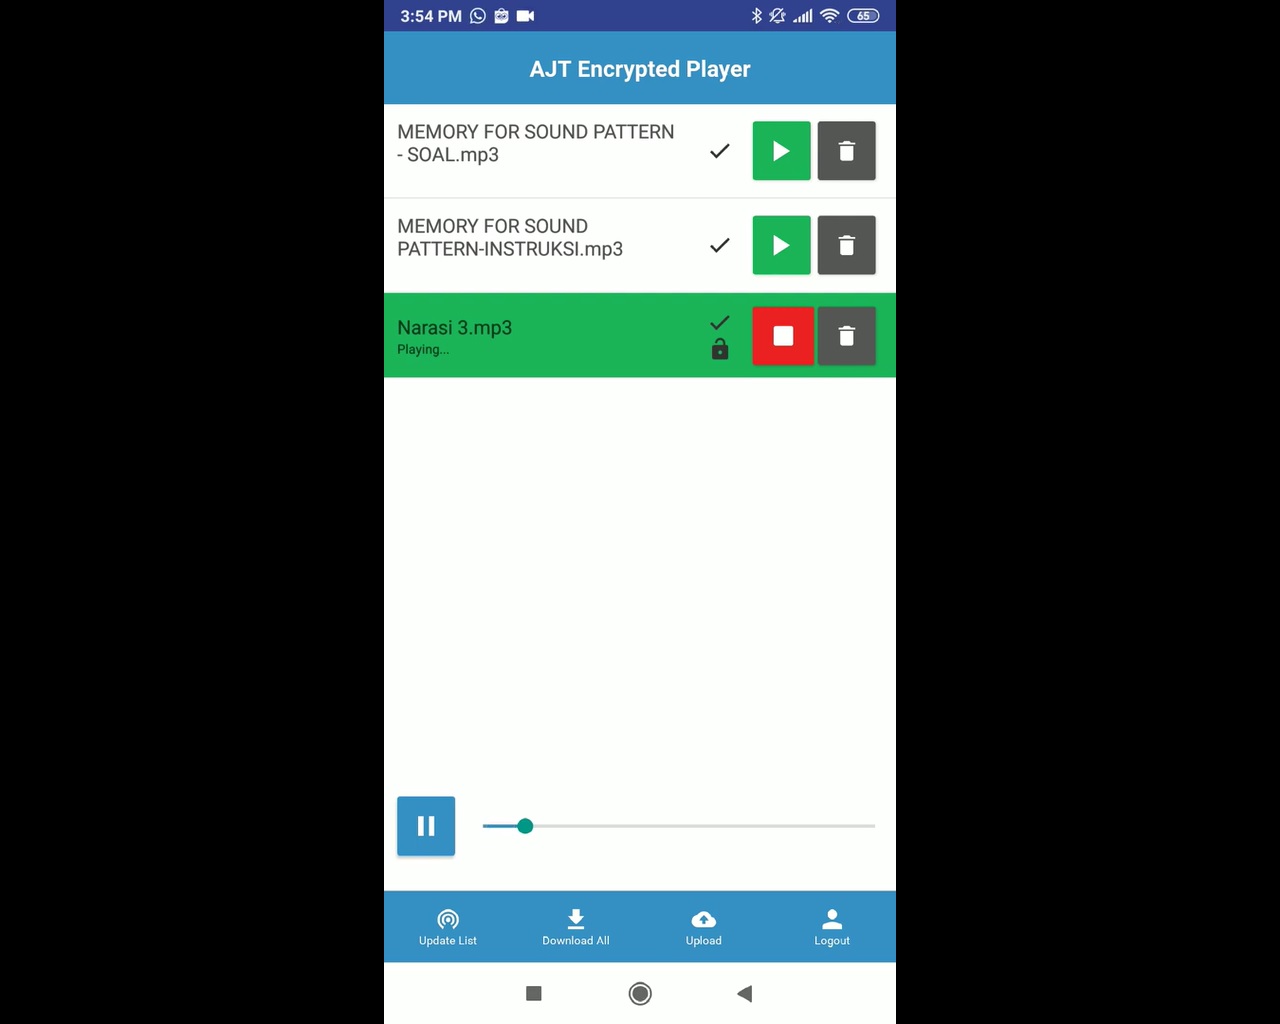 3:54 PM
65
AJT Encrypted Player
MEMORY FOR SOUND PATTERN
- SOAL.mp3
MEMORY FOR SOUND
PATTERN-INSTRUKSI.mp3
Narasi 3.mp3
Playing...
Update List
Download All
Upload
Logout